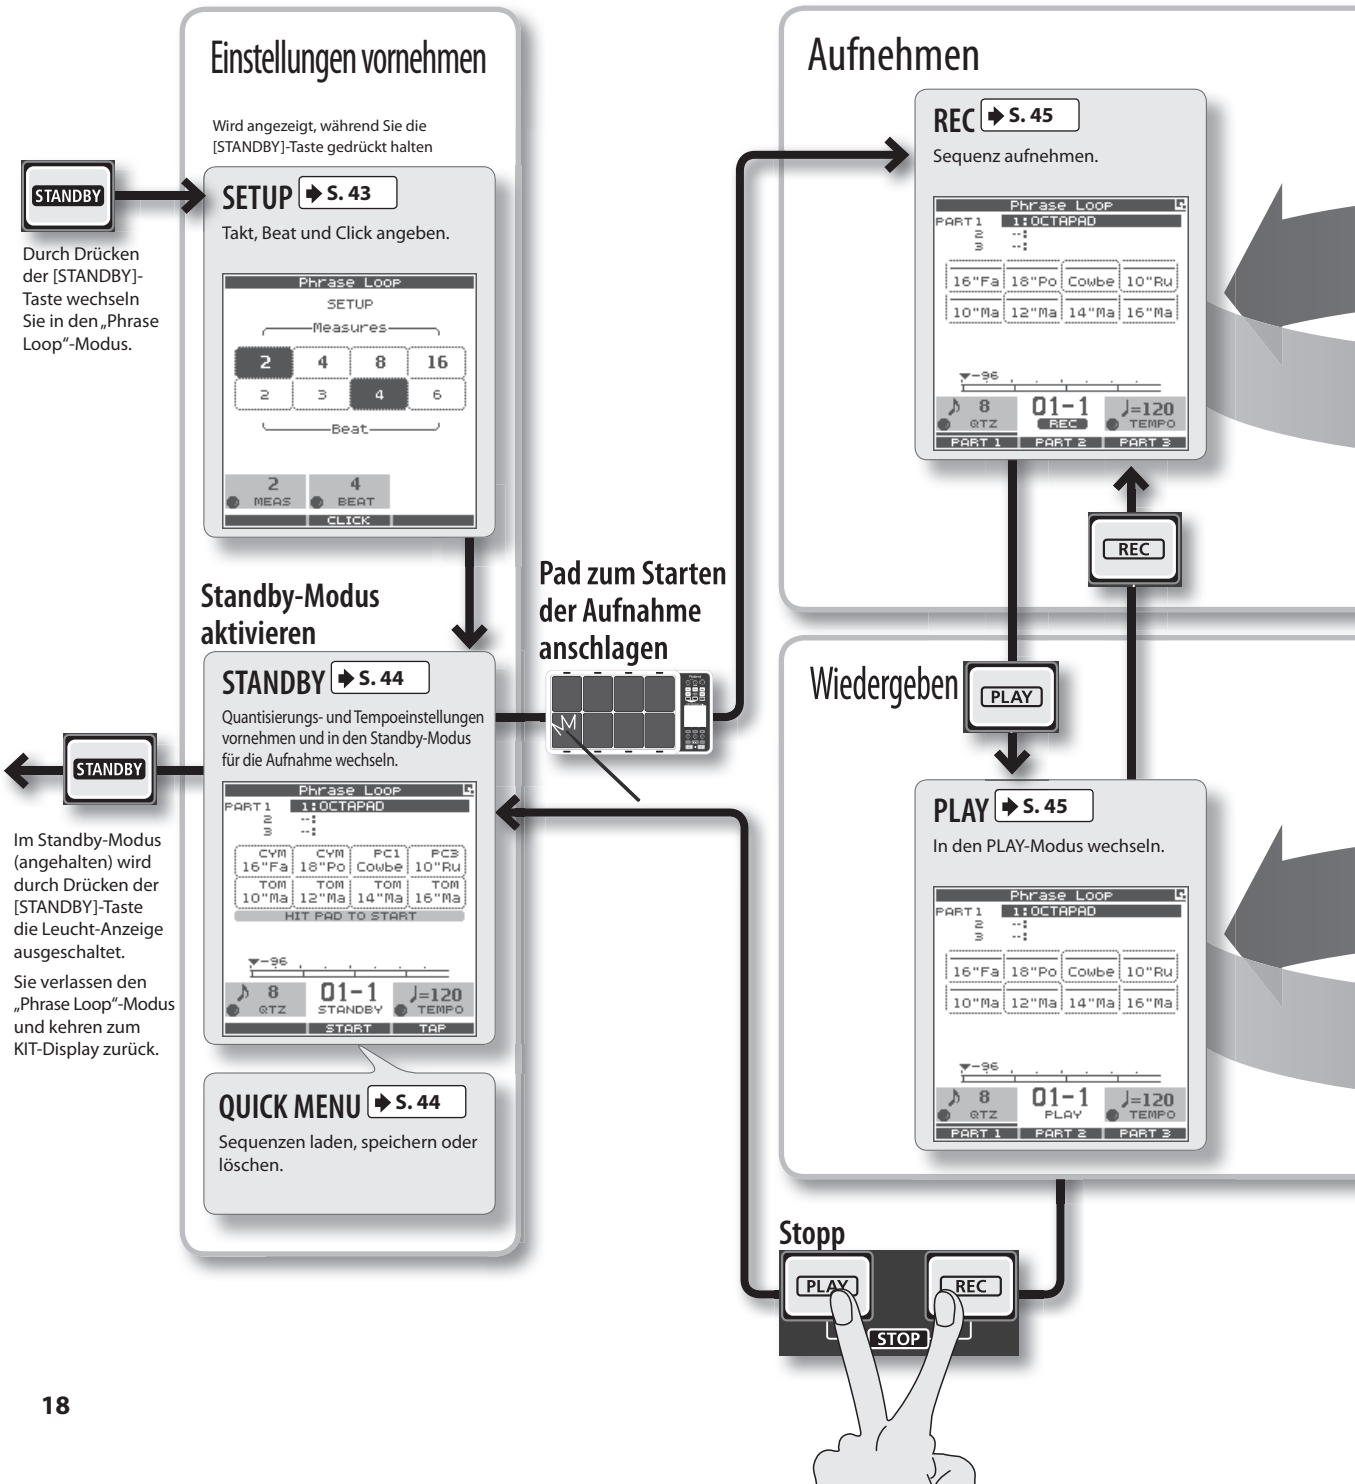 Einstellungen vornehmen
Wird angezeigt, während Sie die
[STANDBY]-Taste gedrückt halten
STANDBY
Durch Drücken
der [STANDBY]-
Taste wechseln
Sie in den „Phrase
Loop“-Modus.
SETUP S. 43
Takt, Beat und Click angeben.
Phrase Loop
SETUP
Measures
2 4 8 16
2 3 4 6
Beat
2 4
MEAS BEAT
CLICK
Standby-Modus
aktivieren
STANDBY S. 44
Quantisierungs- und Tempoeinstellungen
vornehmen und in den Standby-Modus
für die Aufnahme wechseln.
Phrase Loop
PART1 1:OCTAPAD
2 --:
3 --:
CYM CYM PC1 PC3
16"Fa 18"Po Cowbe 10"Ru
TOM TOM TOM TOM
10"Ma 12"Ma 14"Ma 16"Ma
HIT PAD TO START
▼-96
♪ 8 01-1 ♩=120
QTZ STANDBY TEMPO
START TAP
STANDBY
Im Standby-Modus
(angehalten) wird
durch Drücken der
[STANDBY]-Taste
die Leucht-Anzeige
ausgeschaltet.
Sie verlassen den
„Phrase Loop“-Modus
und kehren zum
KIT-Display zurück.
QUICK MENU S. 44
Sequenzen laden, speichern oder
löschen.
Pad zum Starten
der Aufnahme
anschlagen
Aufnehmen
REC S. 45
Sequenz aufnehmen.
Phrase Loop
PART1 1:OCTAPAD
2 --:
3 --:
16"Fa 18"Po Cowbe 10"Ru
10"Ma 12"Ma 14"Ma 16"Ma
▼-96
♪ 8 01-1 ♩=120
QTZ REC TEMPO
PART 1 PART 2 PART 3
REC
Wiedergeben
PLAY
PLAY S. 45
In den PLAY-Modus wechseln.
Phrase Loop
PART1 1:OCTAPAD
2 --:
3 --:
16"Fa 18"Po Cowbe 10"Ru
10"Ma 12"Ma 14"Ma 16"Ma
▼-96
♪ 8 01-1 ♩=120
QTZ PLAY TEMPO
PART 1 PART 2 PART 3
Stopp
PLAY REC
STOP
18